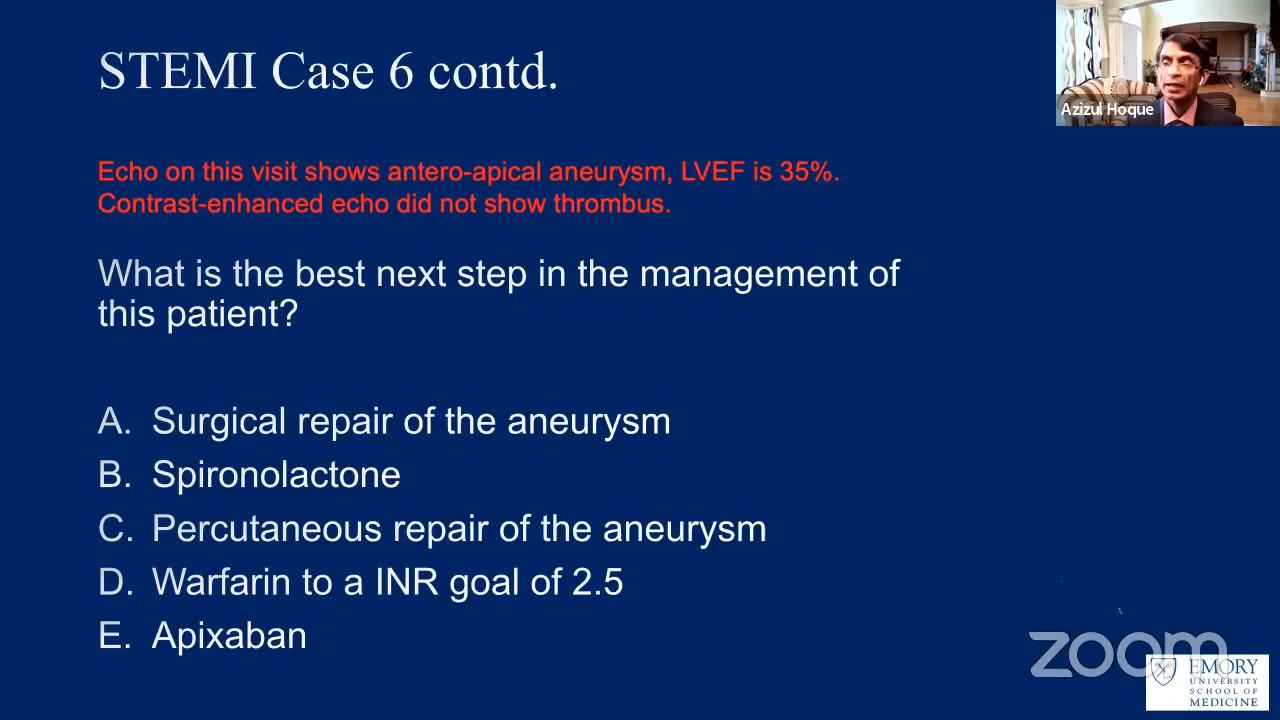 STEMI Case 6 contd.
Azizul Hoque
Echo on this visit shows antero-apical aneurysm, LVEF is 35%.
Contrast-enhanced echo did not show thrombus.
What is the best next step in the management of
this patient?
A. Surgical repair of the aneurysm
B. Spironolactone
C. Percutaneous repair of the aneurysm
D. Warfarin to a INR goal of 2.5
E. Apixaban
zoom
EMORY
UNIVERSITY
SCHOOL OF
MEDICINE